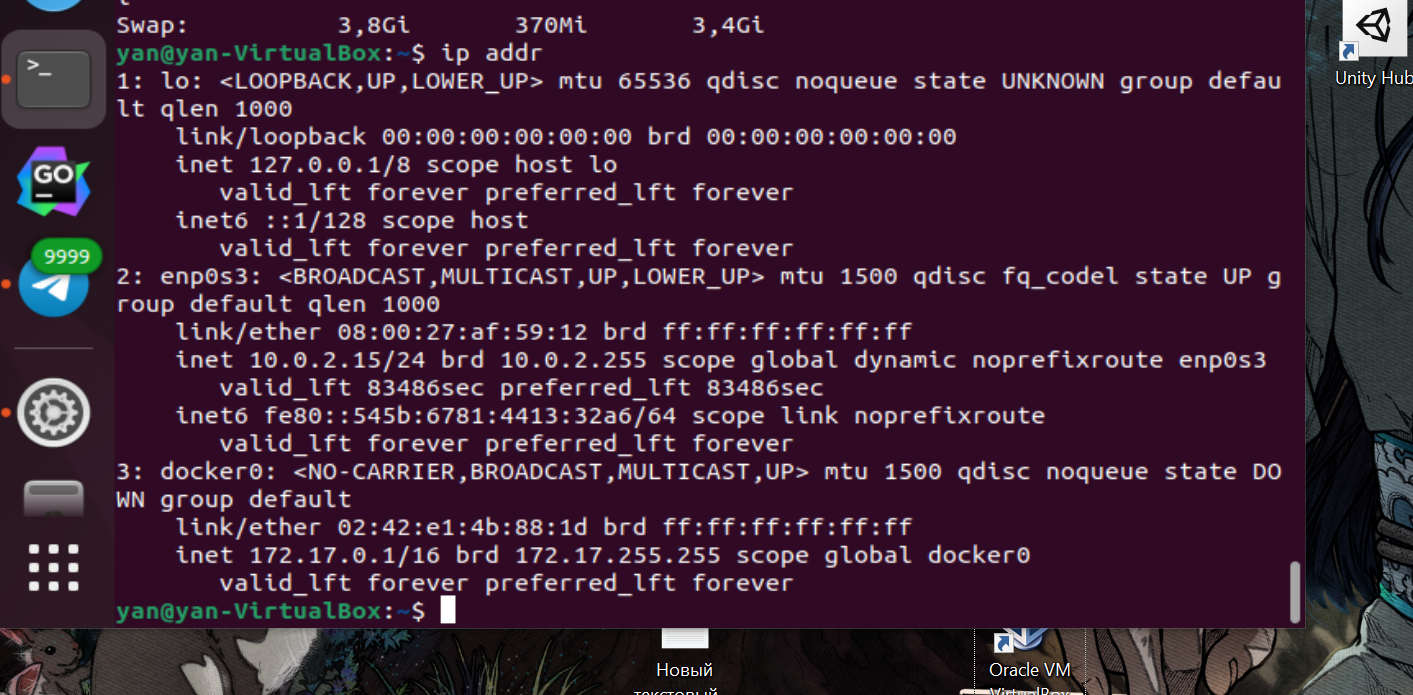 Swap: 3,8Gi 370Mi 3,4Gi
yan@yan-VirtualBox:~$ ip addr
1: lo: <LOOPBACK,UP,LOWER_UP> mtu 65536 qdisc noqueue state UNKNOWN group defau
lt qlen 1000
link/loopback 00:00:00:00:00:00 brd 00:00:00:00:00:00
inet 127.0.0.1/8 scope host lo
valid_lft forever preferred_lft forever
inet6 ::1/128 scope host
valid_lft forever preferred_lft forever
2: enp0s3: <BROADCAST,MULTICAST,UP,LOWER_UP> mtu 1500 qdisc fq_codel state UP g
roup default qlen 1000
link/ether 08:00:27:af:59:12 brd ff:ff:ff:ff:ff:ff
inet 10.0.2.15/24 brd 10.0.2.255 scope global dynamic noprefixroute enp0s3
valid_lft 83486sec preferred_lft 83486sec
inet6 fe80::545b:6781:4413:32a6/64 scope link noprefixroute
valid_lft forever preferred_lft forever
3: docker0: <NO-CARRIER,BROADCAST,MULTICAST,UP> mtu 1500 qdisc noqueue state DO
WN group default
link/ether 02:42:e1:4b:88:1d brd ff:ff:ff:ff:ff:ff
inet 172.17.0.1/16 brd 172.17.255.255 scope global docker0
valid_lft forever preferred_lft forever
yan@yan-VirtualBox:~$
>_
GO
9999
Unity Hub
Новый
текстовый
Oracle VM
VirtualBox